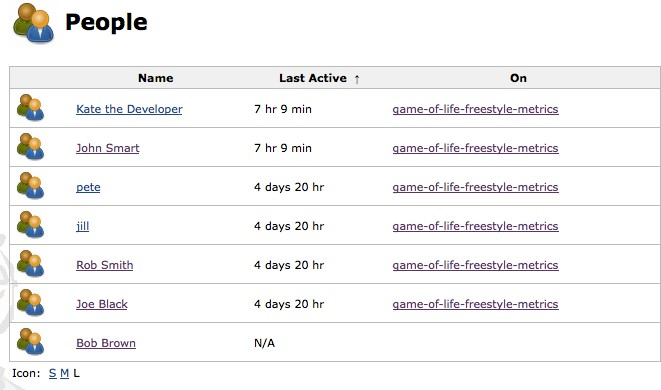 People
Name Last Active ↑ On
Kate the Developer 7 hr 9 min game-of-life-freestyle-metrics
John Smart 7 hr 9 min game-of-life-freestyle-metrics
pete 4 days 20 hr game-of-life-freestyle-metrics
jill 4 days 20 hr game-of-life-freestyle-metrics
Rob Smith 4 days 20 hr game-of-life-freestyle-metrics
Joe Black 4 days 20 hr game-of-life-freestyle-metrics
Bob Brown N/A
Icon: S M L